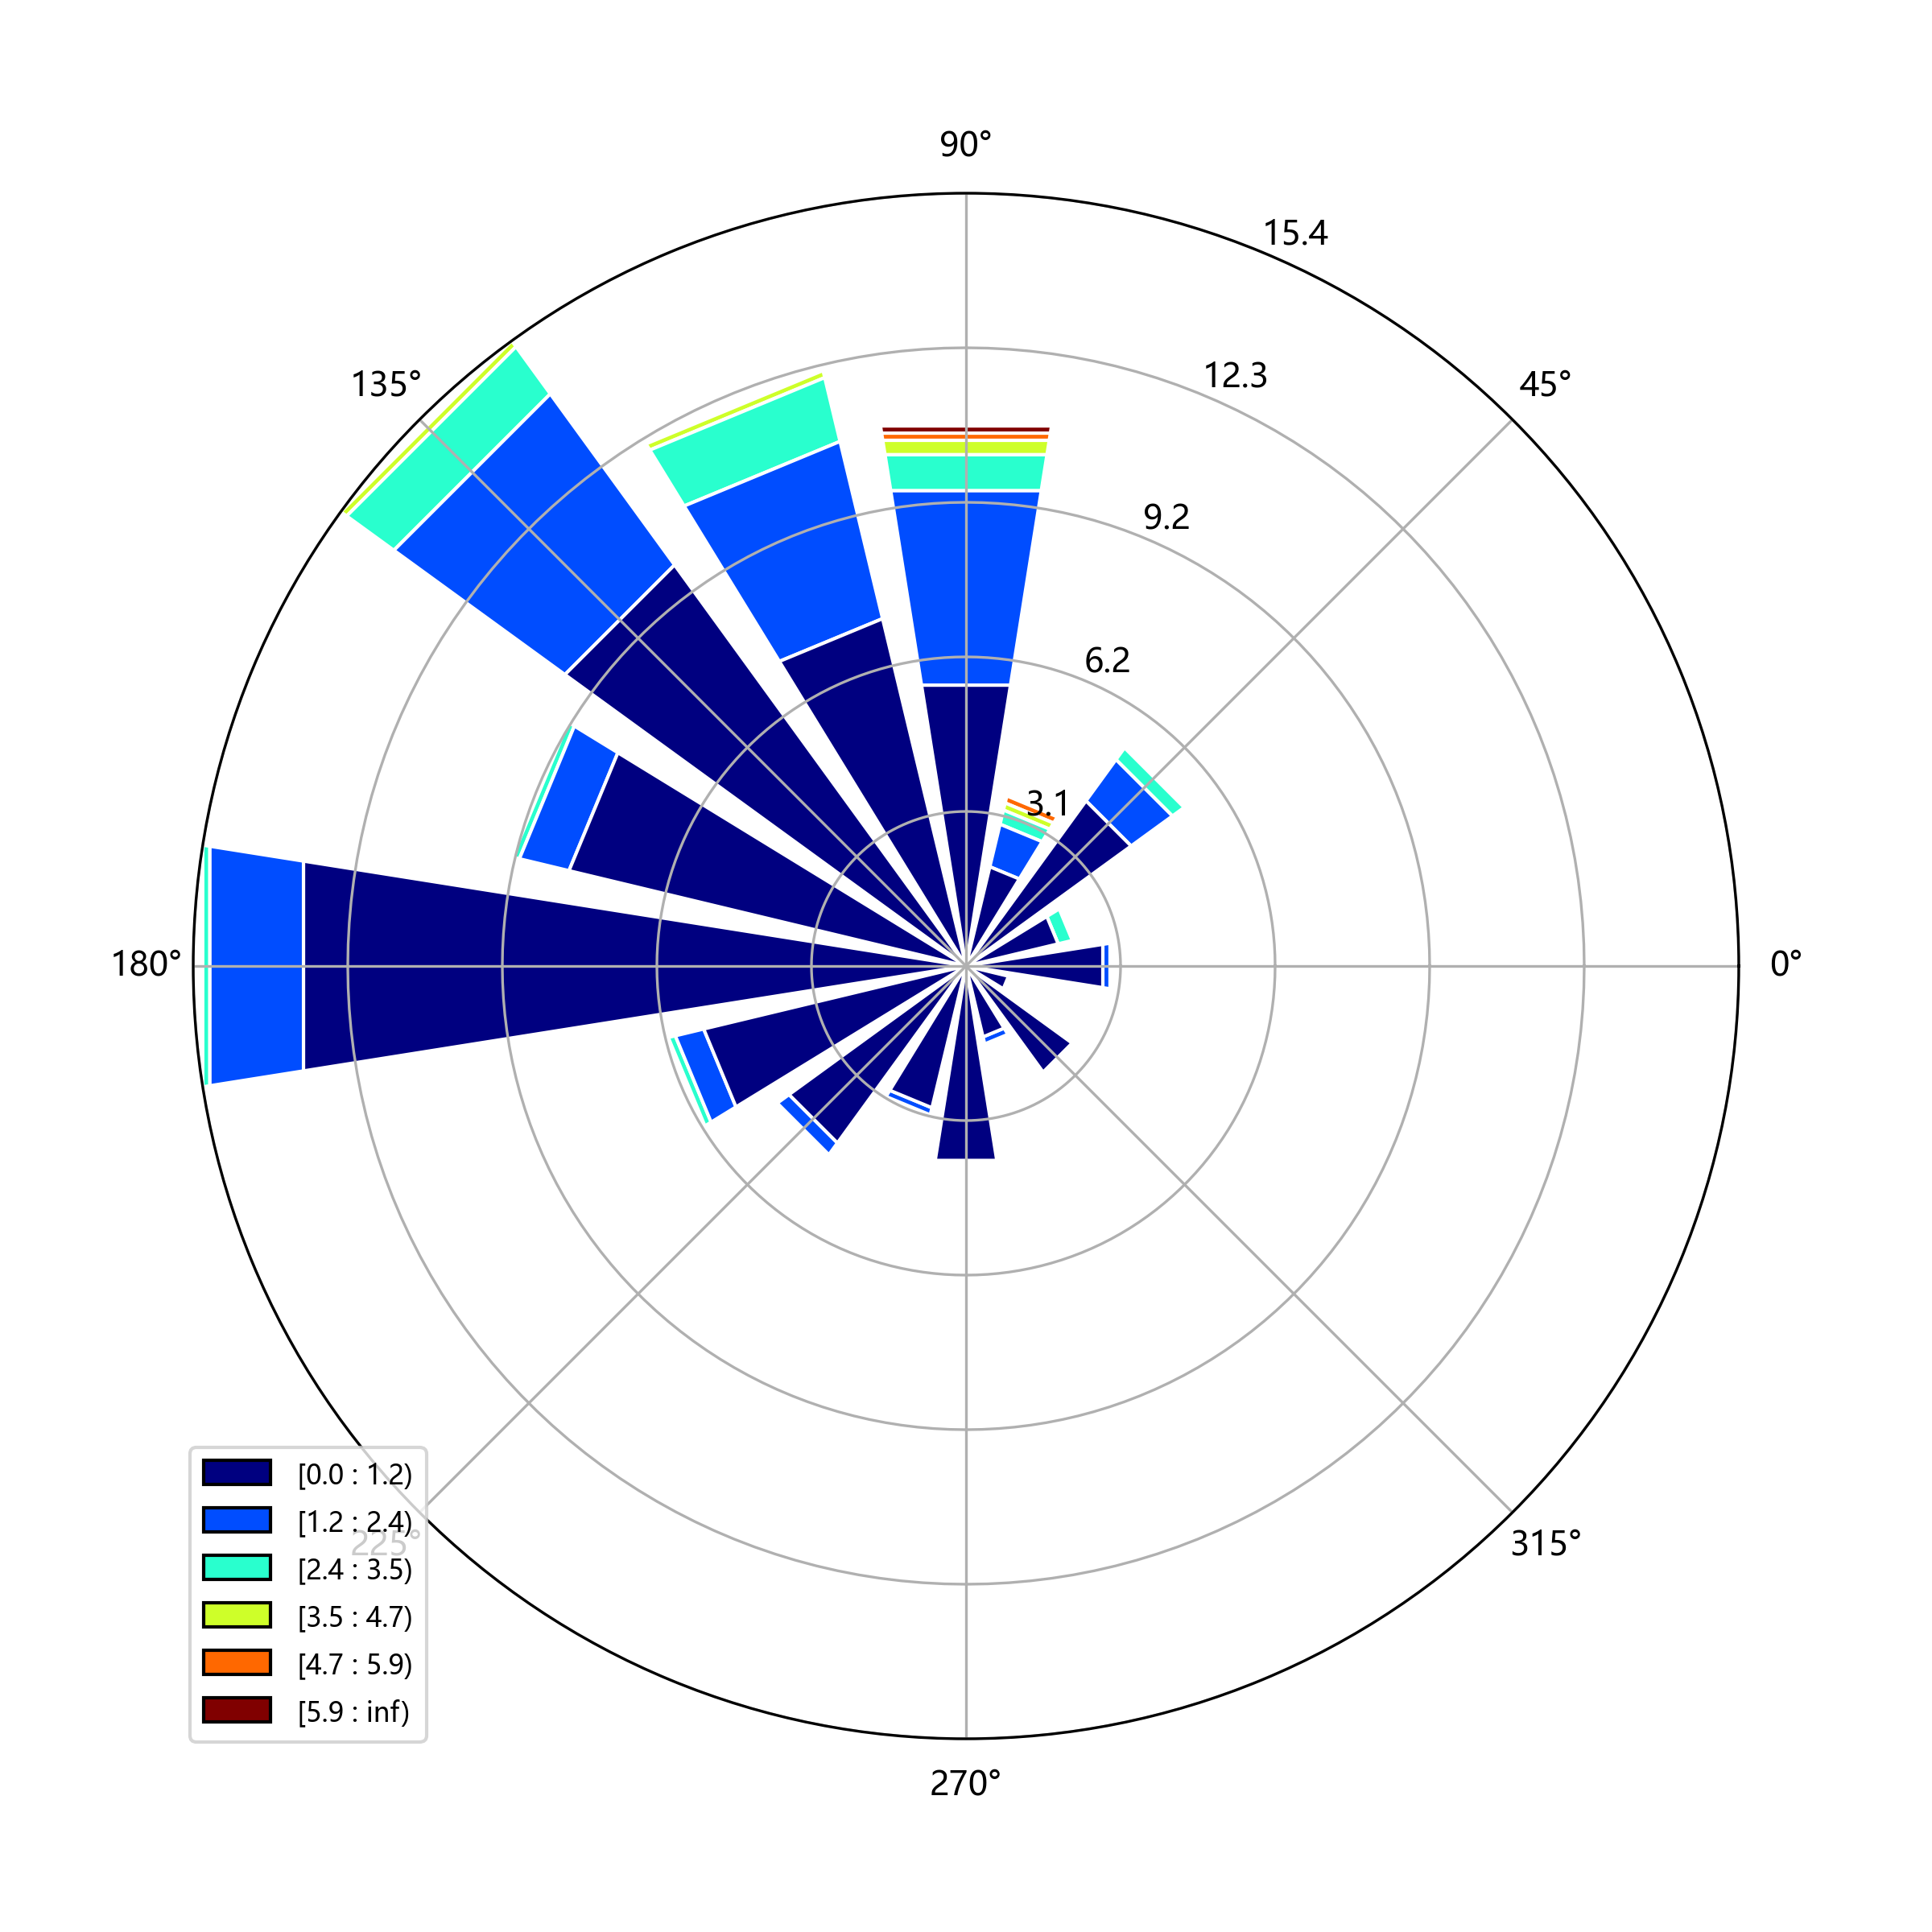 90°
15.4
12.3
135°
45°
9.2
6.2
3.1
180°
0°
[0.0 : 1.2)
[1.2 : 2.4)
225°
315°
[2.4 : 3.5)
[3.5 : 4.7)
[4.7 : 5.9)
[5.9 : inf)
270°